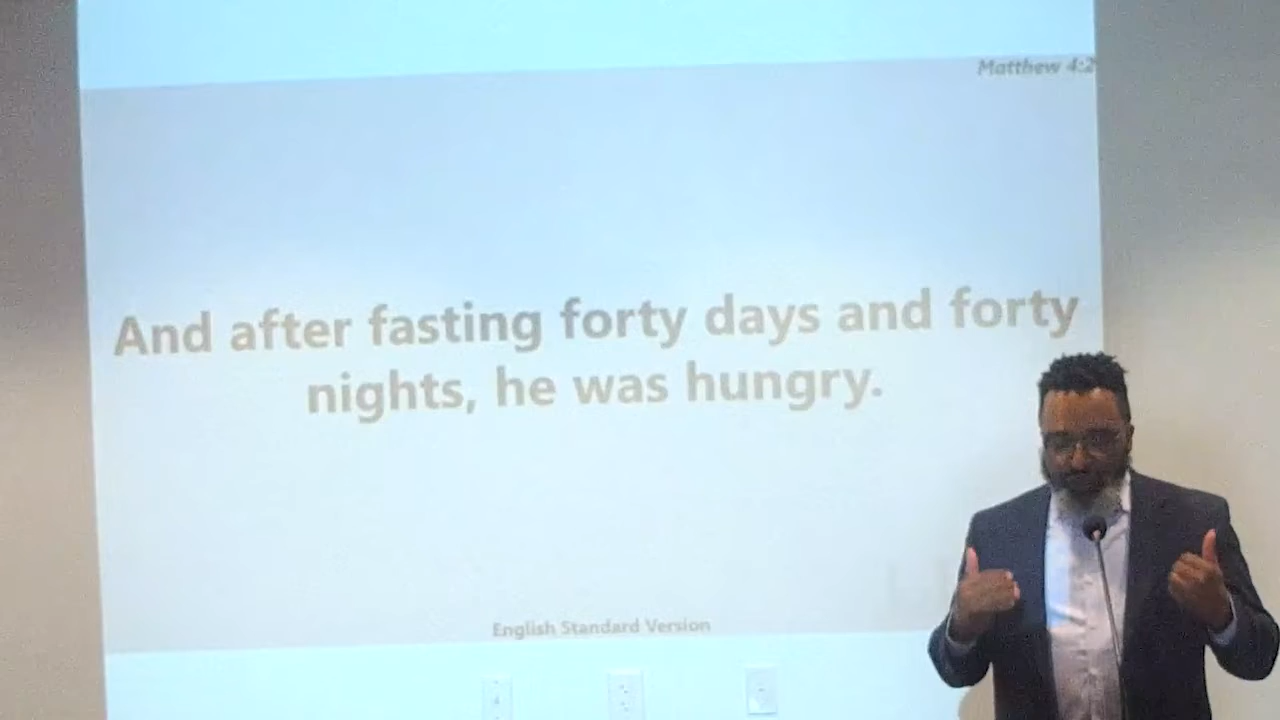 Matthew 4:2
And after fasting forty days and forty
nights, he was hungry.
English Standard Version